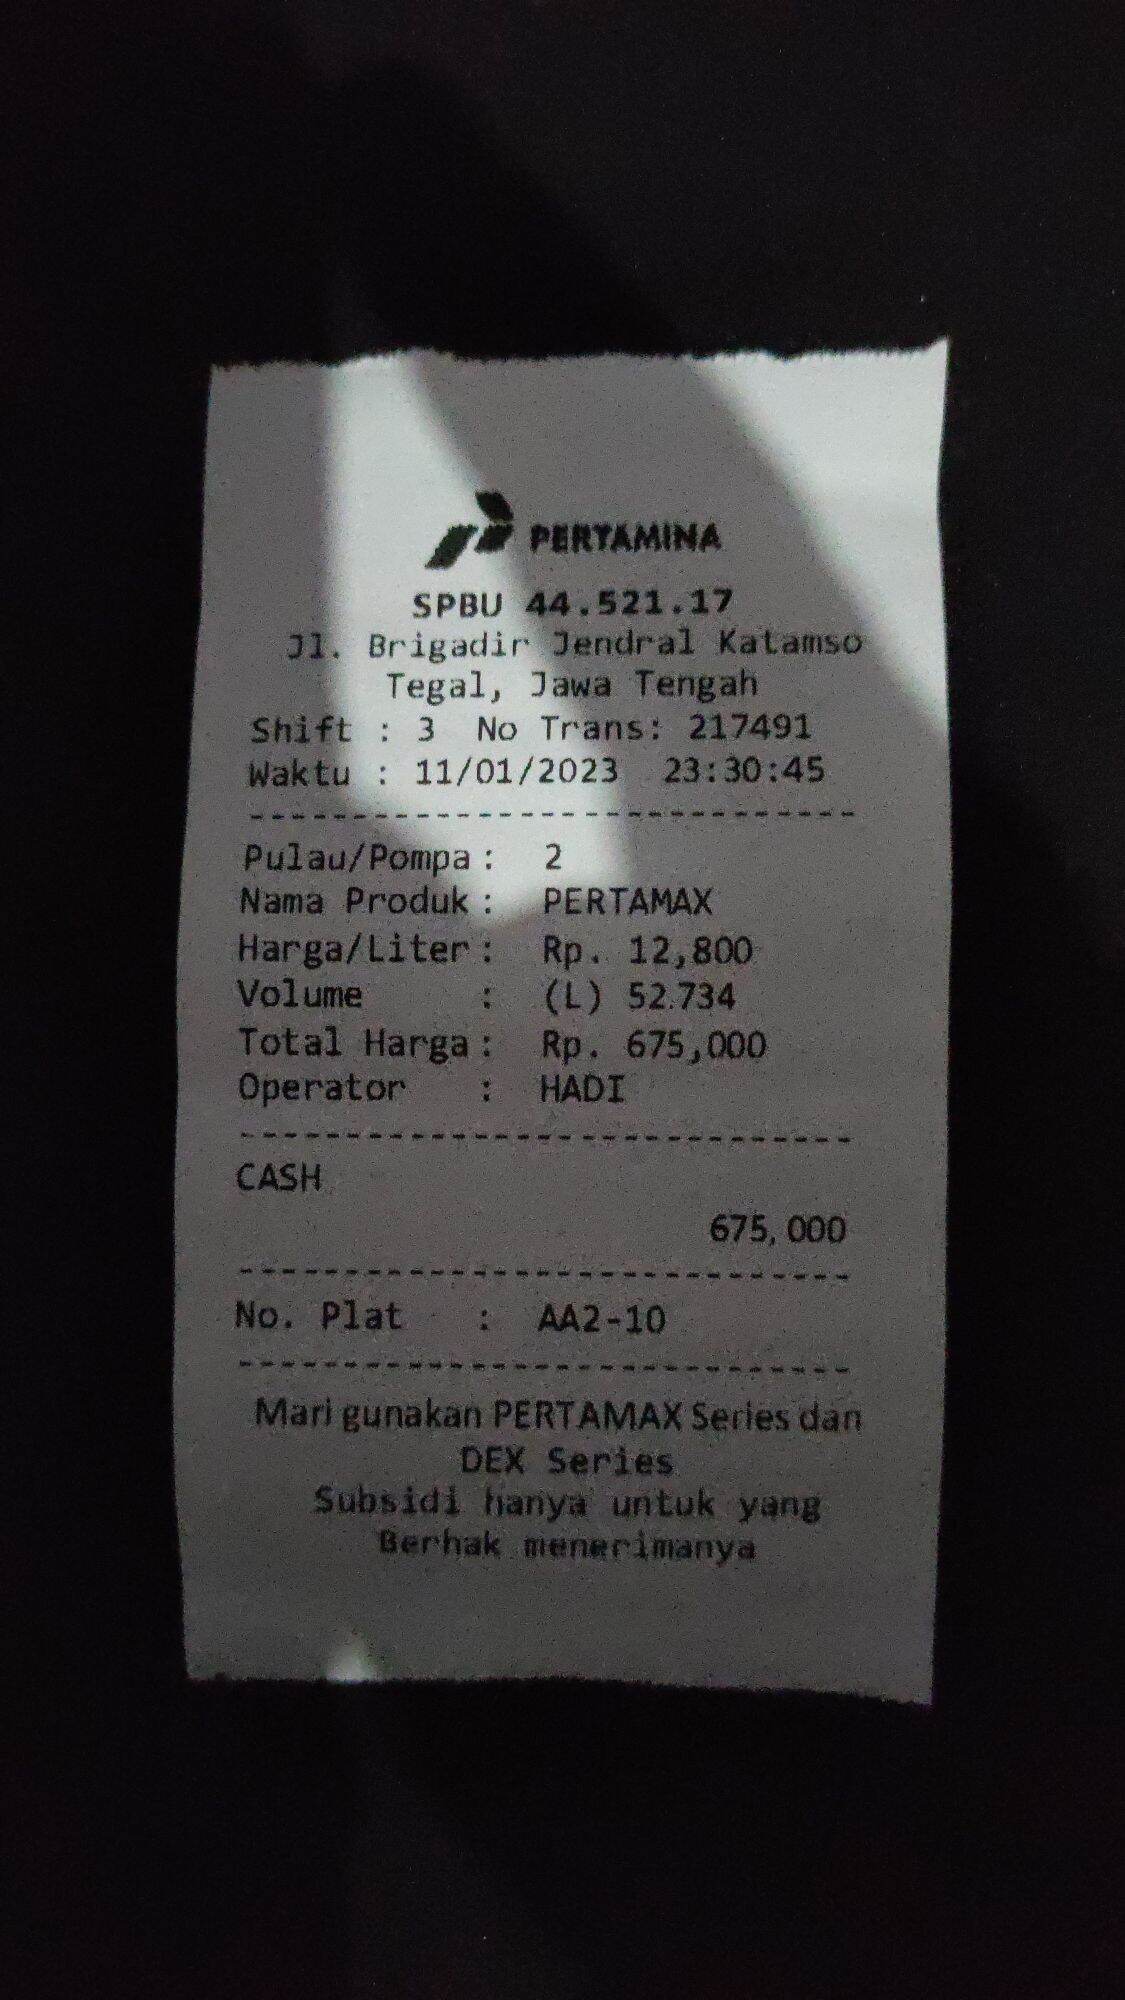 PERTAMINA
SPBU 44.521.17
Jl. Brigadir Jendral Katamso
Tegal, Jawa Tengah
Shift : 3 No Trans: 217491
Waktu : 11/01/2023 23:30:45
------------------------------
Pulau/Pompa : 2
Nama Produk : PERTAMAX
Harga/Liter : Rp. 12,800
Volume : (L) 52.734
Total Harga : Rp. 675,000
Operator : HADI
------------------------------
CASH
675,000
------------------------------
No. Plat : AA2-10
------------------------------
Mari gunakan PERTAMAX Series dan
DEX Series
Subsidi hanya untuk yang
Berhak menerimanya